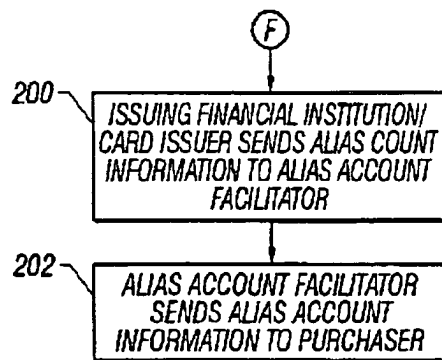 F
200
ISSUING FINANCIAL INSTITUTION/
CARD ISSUER SENDS ALIAS COUNT
INFORMATION TO ALIAS ACCOUNT
FACILITATOR
202
ALIAS ACCOUNT FACILITATOR
SENDS ALIAS ACCOUNT
INFORMATION TO PURCHASER